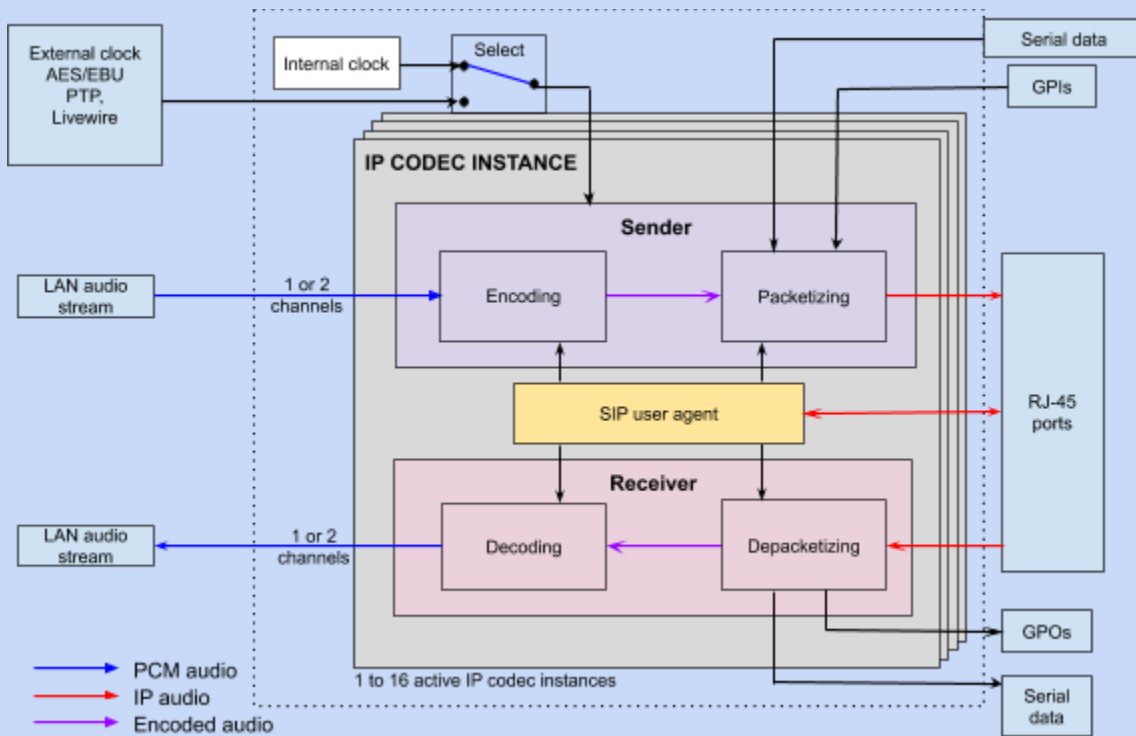 External clock
AES/EBU
PTP,
Livewire
Internal clock
Select
Serial data
GPIs
IP CODEC INSTANCE
Sender
LAN audio
stream
1 or 2
channels
Encoding
Packetizing
SIP user agent
RJ-45
ports
Receiver
LAN audio
stream
1 or 2
channels
Decoding
Depacketizing
GPOs
Serial
data
1 to 16 active IP codec instances
PCM audio
IP audio
Encoded audio